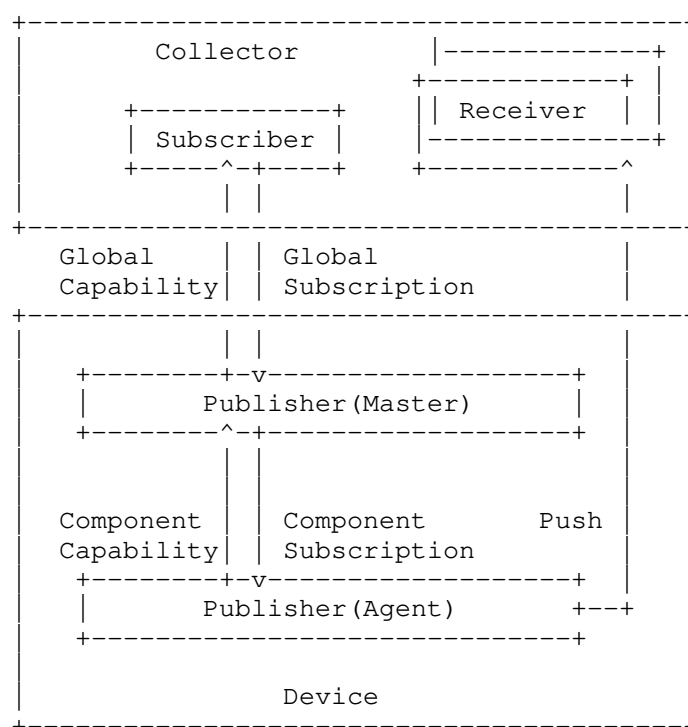 Collector
Receiver
Subscriber
Global Global
Capability Subscription
Publisher(Master)
Component Component Push
Capability Subscription
Publisher(Agent)
Device